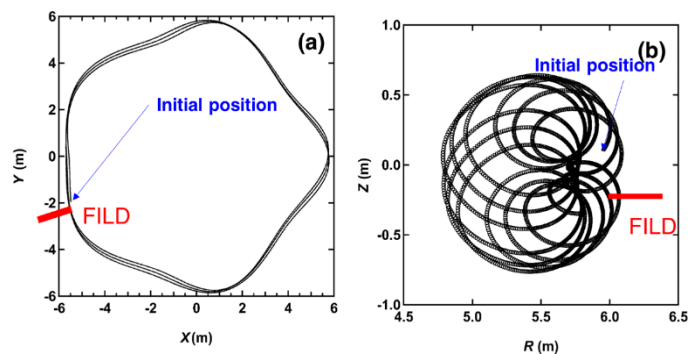 (a)
Initial position
FILD
6
4
2
0
-2
-4
-6
Y (m)
-6 -4 -2 0 2 4 6
X (m)
(b)
Initial position
FILD
1.0
0.5
0.0
-0.5
-1.0
Z (m)
4.5 5.0 5.5 6.0 6.5
R (m)